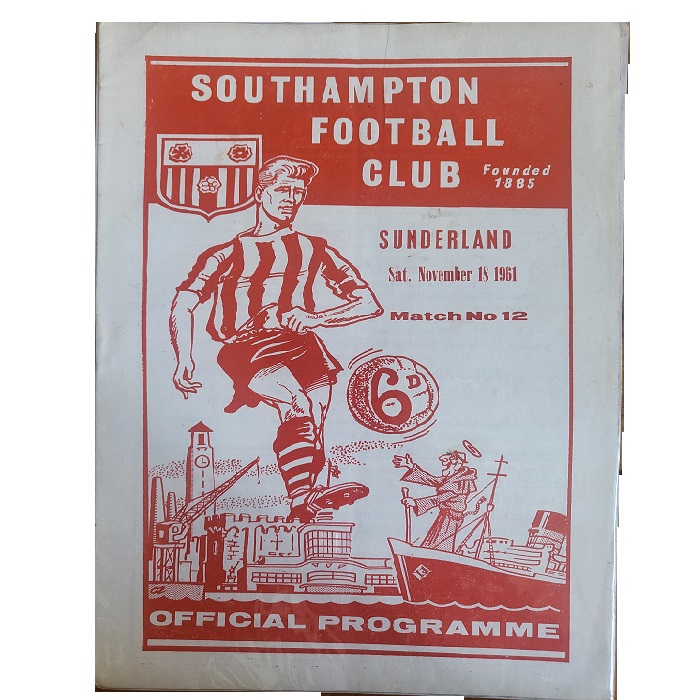 SOUTHAMPTON
FOOTBALL
CLUB
Founded
1885
SUNDERLAND
Sat. November 18 1961
Match No 12
6D
OFFICIAL PROGRAMME